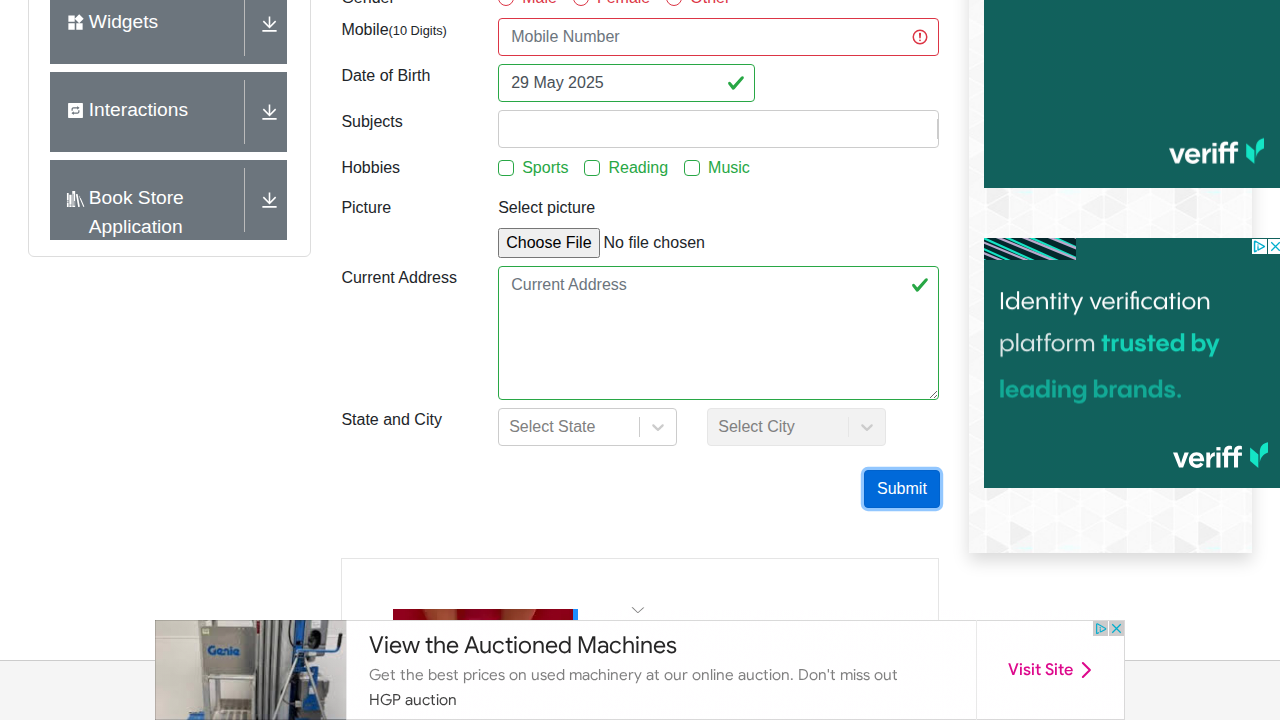 Widgets
Interactions
Book Store
Application
Gender
Male Female Other
Mobile(10 Digits)
Mobile Number
Date of Birth
29 May 2025
Subjects
Hobbies
Sports Reading Music
Picture
Select picture
Choose File No file chosen
Current Address
Current Address
State and City
Select State
Select City
Submit
veriff
Identity verification
platform trusted by
leading brands.
veriff
Genie
View the Auctioned Machines
Get the best prices on used machinery at our online auction. Don't miss out
HGP auction
Visit Site